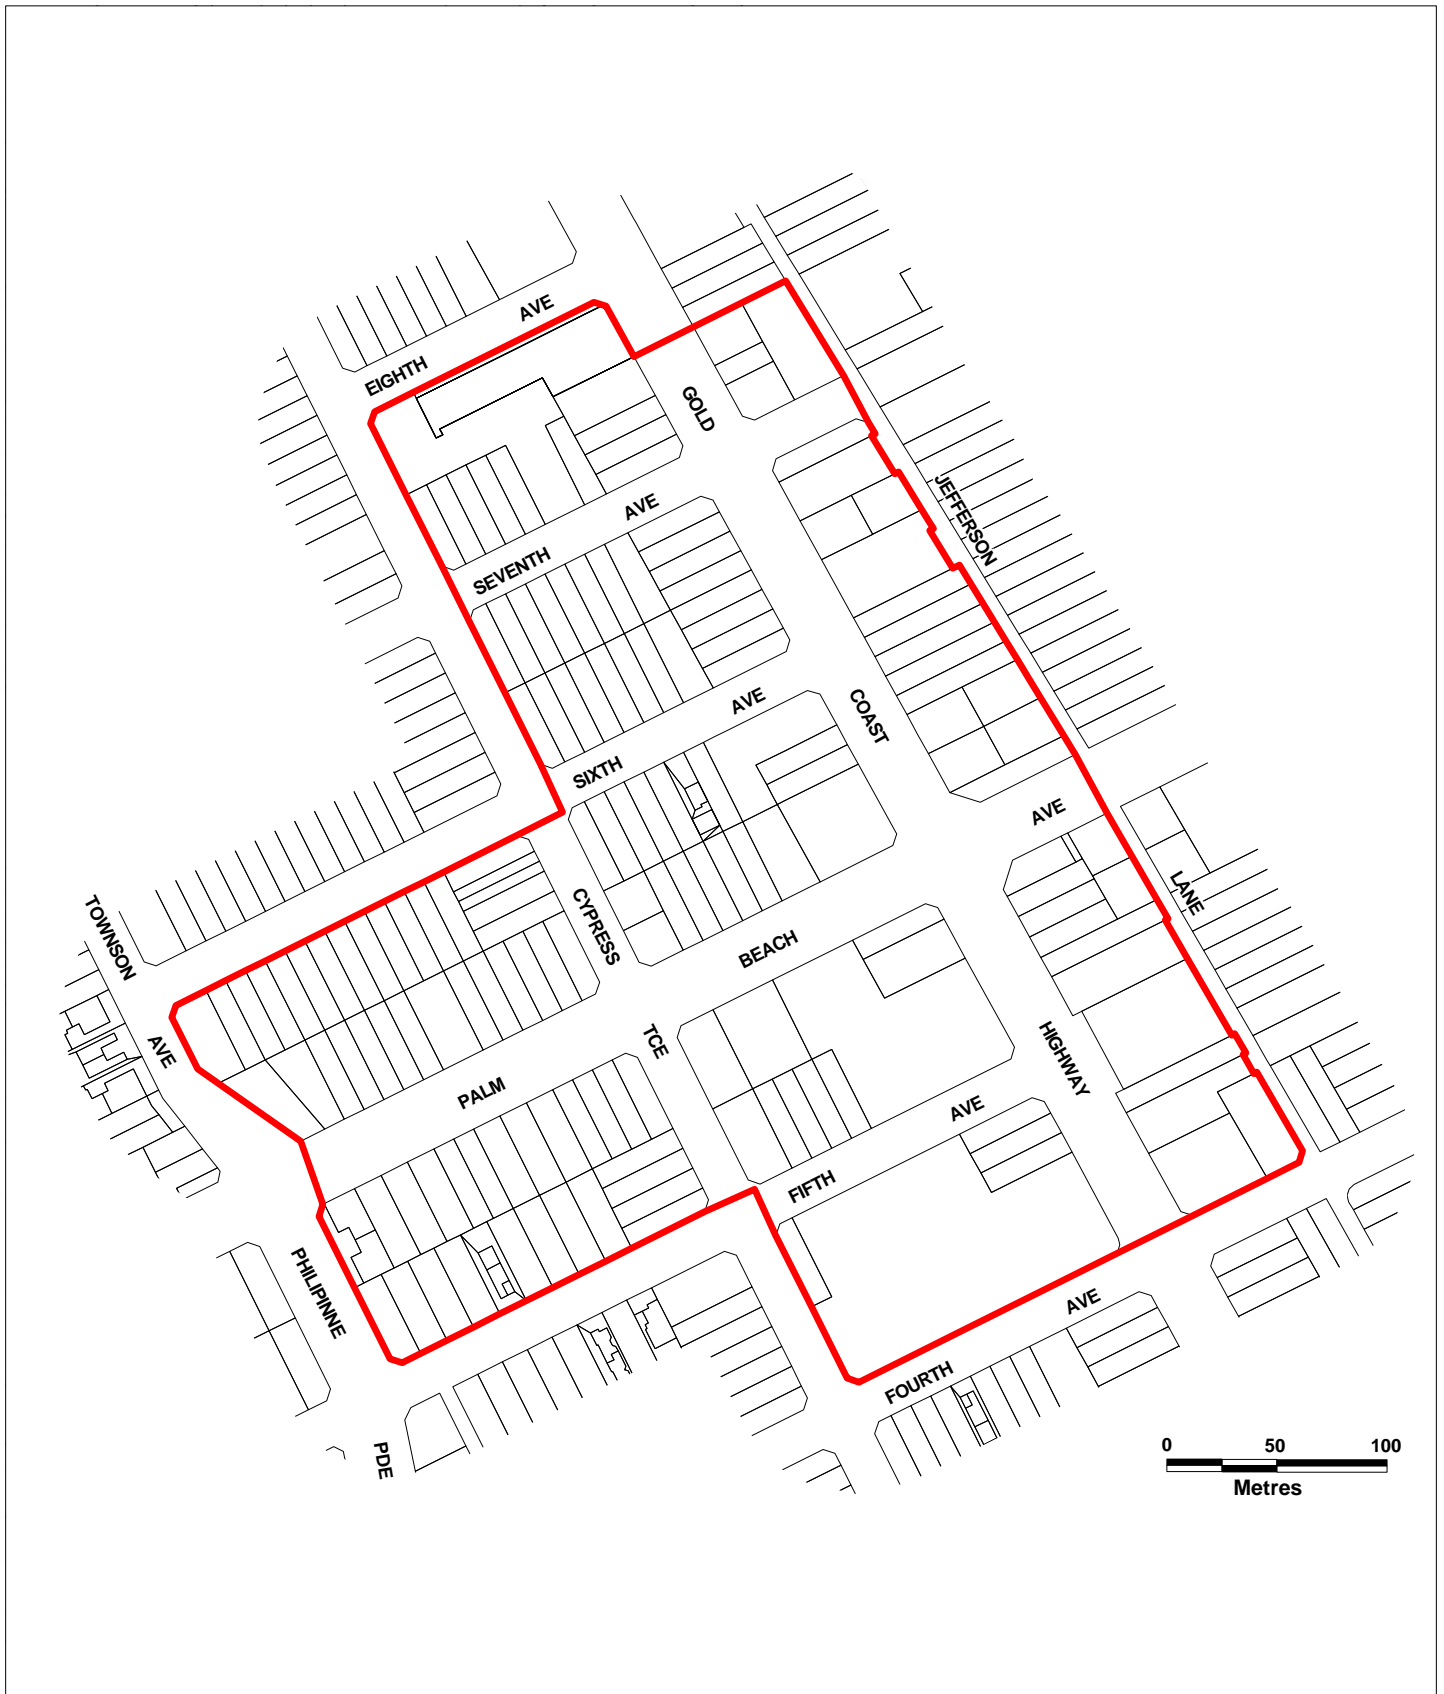 AVE
EIGHTH
GOLD
AVE
SEVENTH
JEFFERSON
AVE
SIXTH
COAST
AVE
LANE
TOWNSON
AVE
CYPRESS
BEACH
TCE
HIGHWAY
PALM
AVE
FIFTH
PHILIPINNE
AVE
FOURTH
PDE
0 50 100
Metres